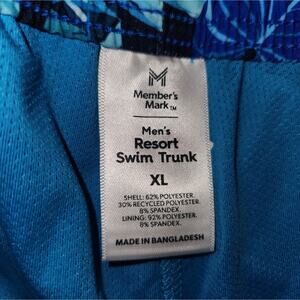 M
Member's
Mark™
Men's
Resort
Swim Trunk
XL
SHELL: 62% POLYESTER.
30% RECYCLED POLYESTER.
8% SPANDEX.
LINING: 92% POLYESTER.
8% SPANDEX.
MADE IN BANGLADESH